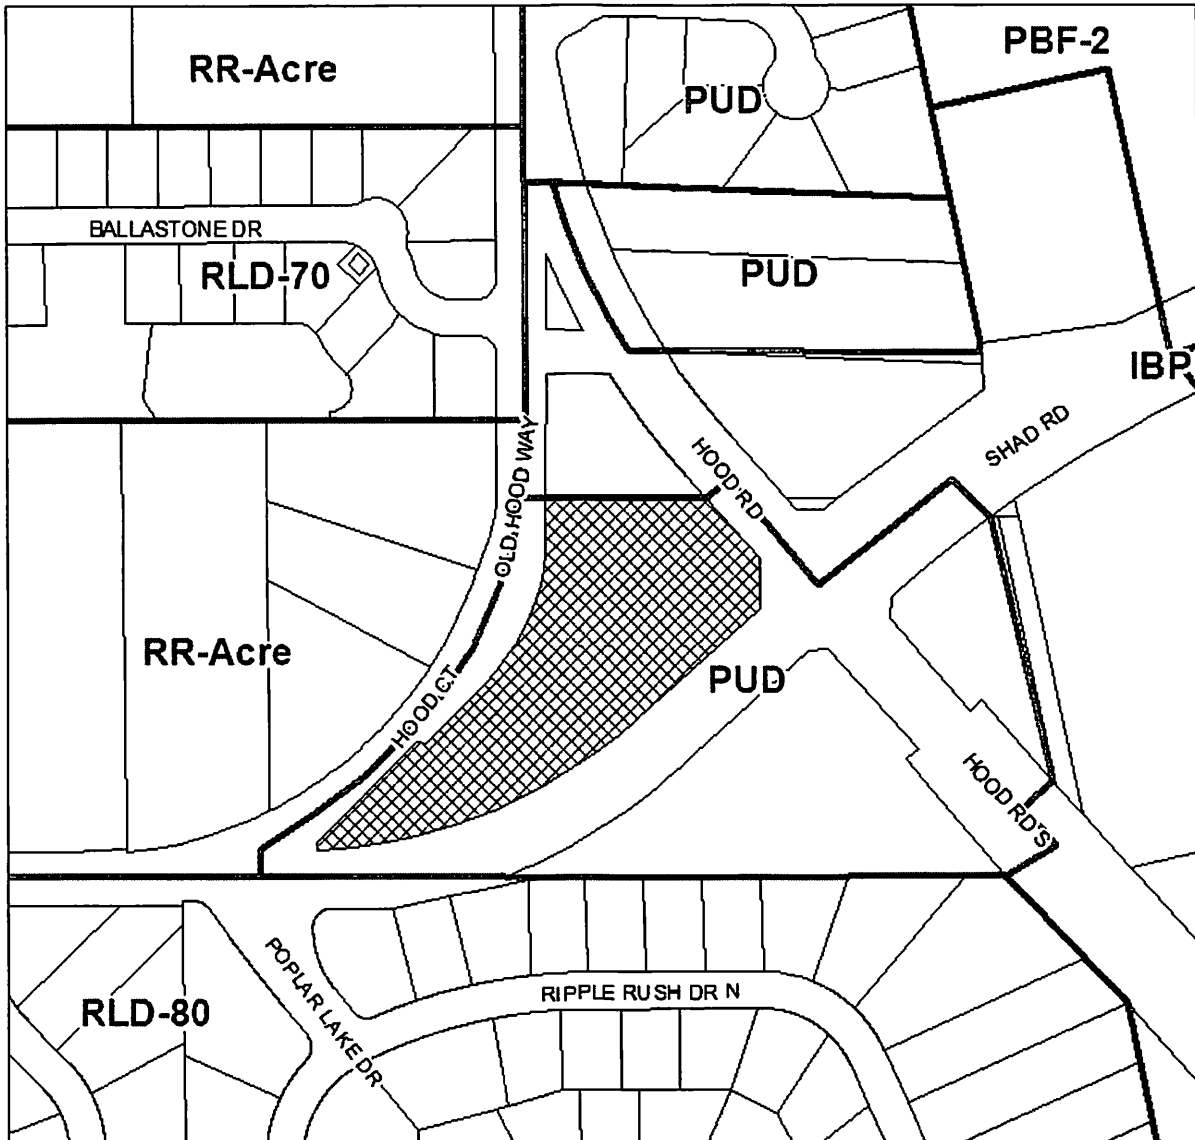 PBF-2
RR-Acre
PUD
BALLASTONE DR
RLD-70
PUD
IBP
SHAD RD
HOOD RD
OLD HOOD WAY
RR-Acre
HOOD CT
PUD
HOOD RD S
POPLAR LAKE DR
RIPPLE RUSH DR N
RLD-80